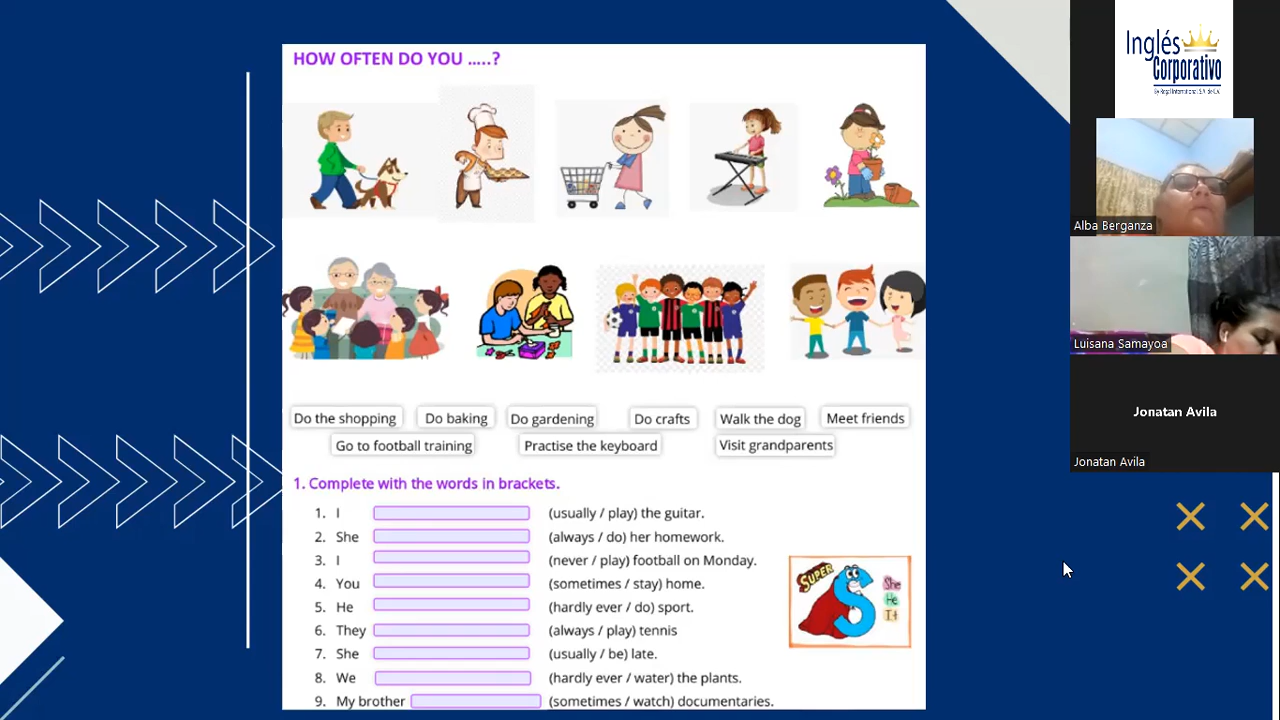 HOW OFTEN DO YOU .....?
Do the shopping
Do baking
Do gardening
Do crafts
Walk the dog
Meet friends
Go to football training
Practise the keyboard
Visit grandparents
1. Complete with the words in brackets.
1. I (usually / play) the guitar.
2. She (always / do) her homework.
3. I (never / play) football on Monday.
4. You (sometimes / stay) home.
5. He (hardly ever / do) sport.
6. They (always / play) tennis
7. She (usually / be) late.
8. We (hardly ever / water) the plants.
9. My brother (sometimes / watch) documentaries.
SUPER
S
She
He
It
Inglés
Corporativo
Alba Berganza
Luisana Samayoa
Jonatan Avila
Jonatan Avila